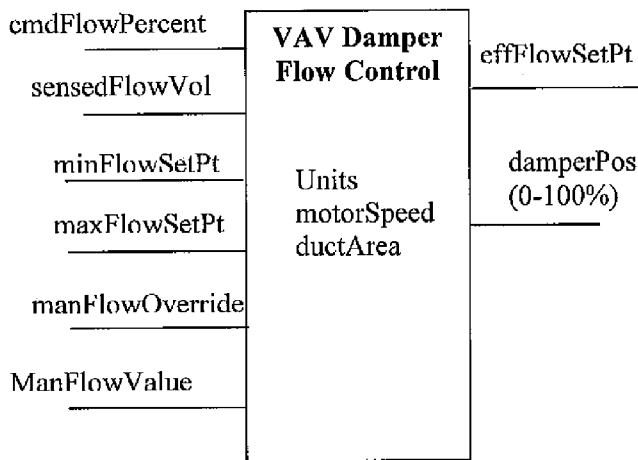 cmdFlowPercent
sensedFlowVol
minFlowSetPt
maxFlowSetPt
manFlowOverride
ManFlowValue
VAV Damper
Flow Control
Units
motorSpeed
ductArea
effFlowSetPt
damperPos
(0-100%)